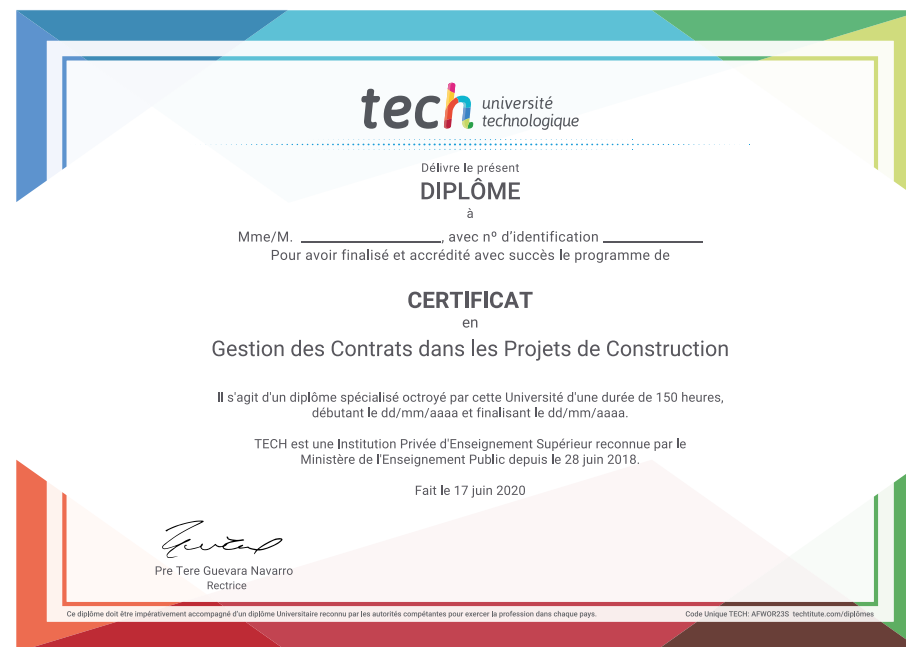 tech université
technologique
Délivre le présent
DIPLÔME
à
Mme/M. ____________________, avec nº d'identification ______________
Pour avoir finalisé et accrédité avec succès le programme de
CERTIFICAT
en
Gestion des Contrats dans les Projets de Construction
Il s'agit d'un diplôme spécialisé octroyé par cette Université d'une durée de 150 heures,
débutant le dd/mm/aaaa et finalisant le dd/mm/aaaa.
TECH est une Institution Privée d'Enseignement Supérieur reconnue par le
Ministère de l'Enseignement Public depuis le 28 juin 2018.
Fait le 17 juin 2020
Pre Tere Guevara Navarro
Rectrice
Ce diplôme doit être impérativement accompagné d'un diplôme Universitaire reconnu par les autorités compétantes pour exercer la profession dans chaque pays.
Code Unique TECH: AFWOR23S techtitute.com/diplômes